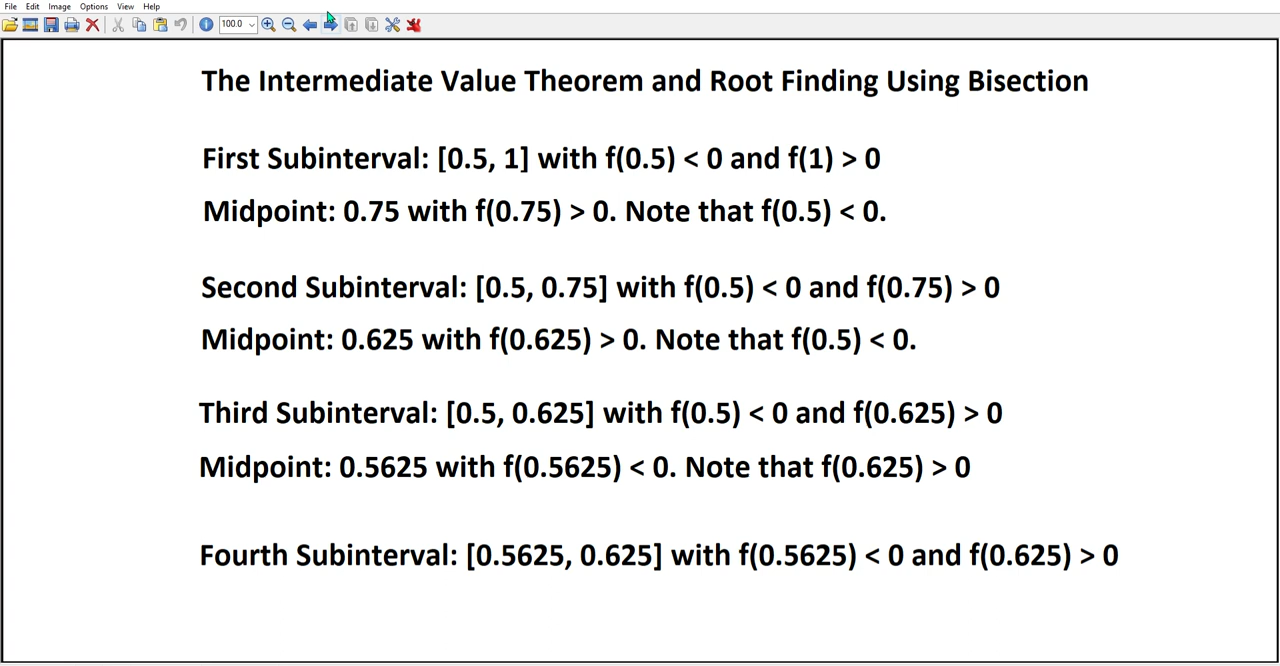 File Edit Image Options View Help
100.0
The Intermediate Value Theorem and Root Finding Using Bisection
First Subinterval: [0.5, 1] with f(0.5) < 0 and f(1) > 0
Midpoint: 0.75 with f(0.75) > 0. Note that f(0.5) < 0.
Second Subinterval: [0.5, 0.75] with f(0.5) < 0 and f(0.75) > 0
Midpoint: 0.625 with f(0.625) > 0. Note that f(0.5) < 0.
Third Subinterval: [0.5, 0.625] with f(0.5) < 0 and f(0.625) > 0
Midpoint: 0.5625 with f(0.5625) < 0. Note that f(0.625) > 0
Fourth Subinterval: [0.5625, 0.625] with f(0.5625) < 0 and f(0.625) > 0